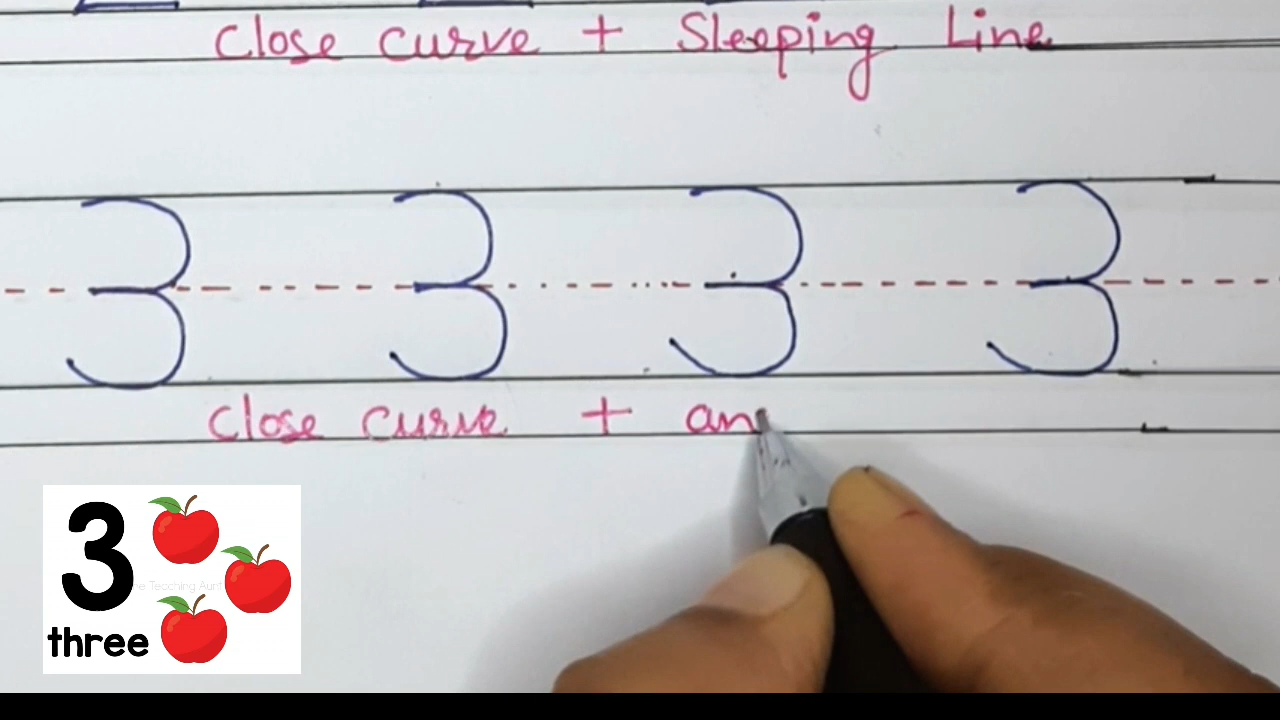 Close curve + Sleeping Line
3 3 3 3
Close curve + an
3
three